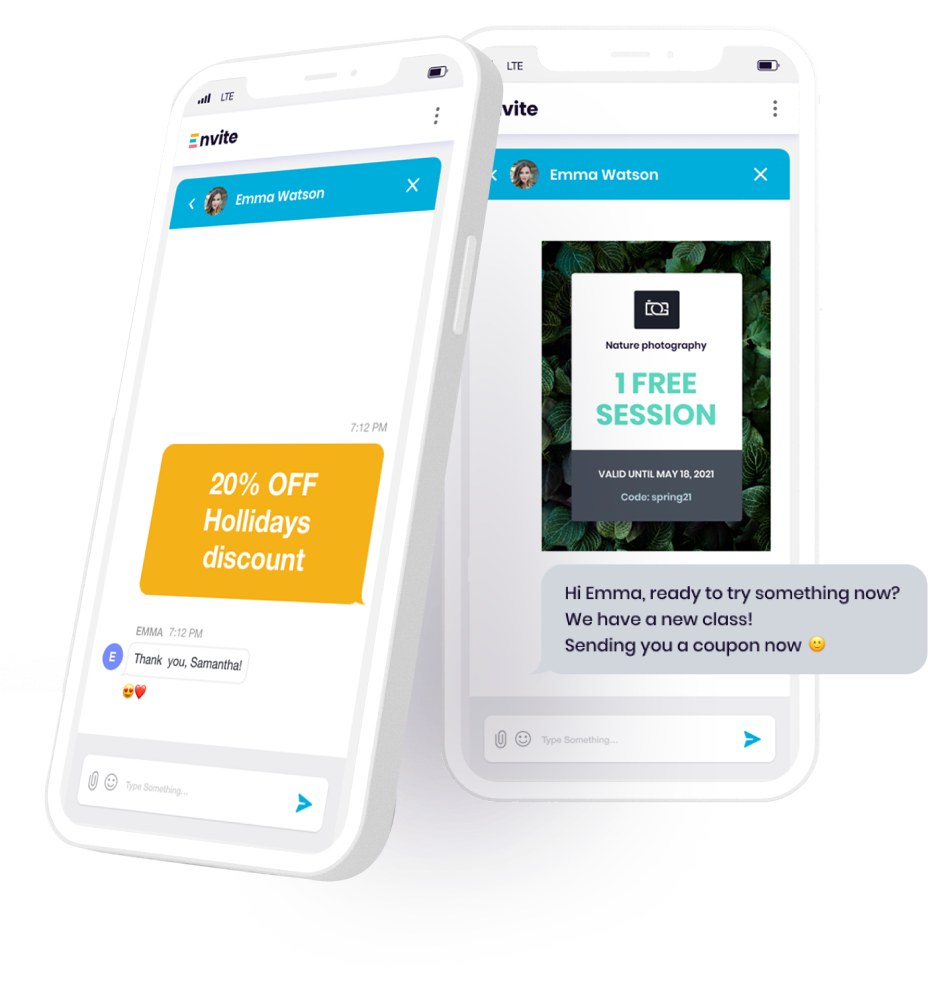 LTE
Envite
Emma Watson
7:12 PM
20% OFF
Hollidays
discount
EMMA 7:12 PM
E
Thank you, Samantha!
Type Something...
LTE
nvite
Emma Watson
Nature photography
1 FREE
SESSION
VALID UNTIL MAY 18, 2021
Code: spring21
Hi Emma, ready to try something now?
We have a new class!
Sending you a coupon now 🙂
Type Something...